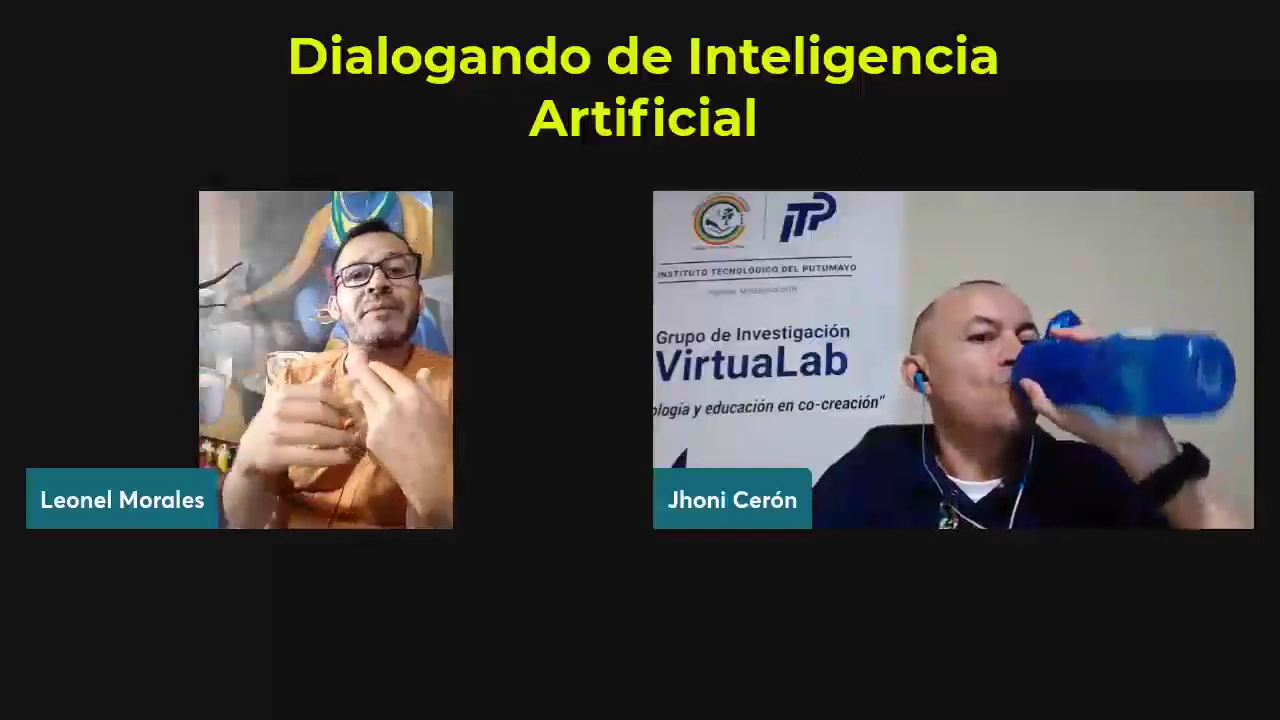 Dialogando de Inteligencia
Artificial
ITP
INSTITUTO TECNOLÓGICO DEL PUTUMAYO
Grupo de Investigación
VirtuaLab
ología y educación en co-creación"
Leonel Morales
Jhoni Cerón